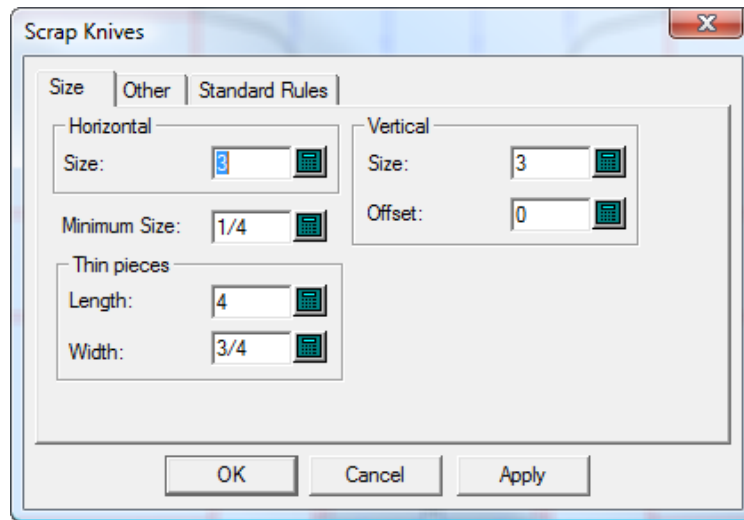 Scrap Knives
Size Other Standard Rules
Horizontal
Size: 3
Minimum Size: 1/4
Thin pieces
Length: 4
Width: 3/4
Vertical
Size: 3
Offset: 0
OK Cancel Apply